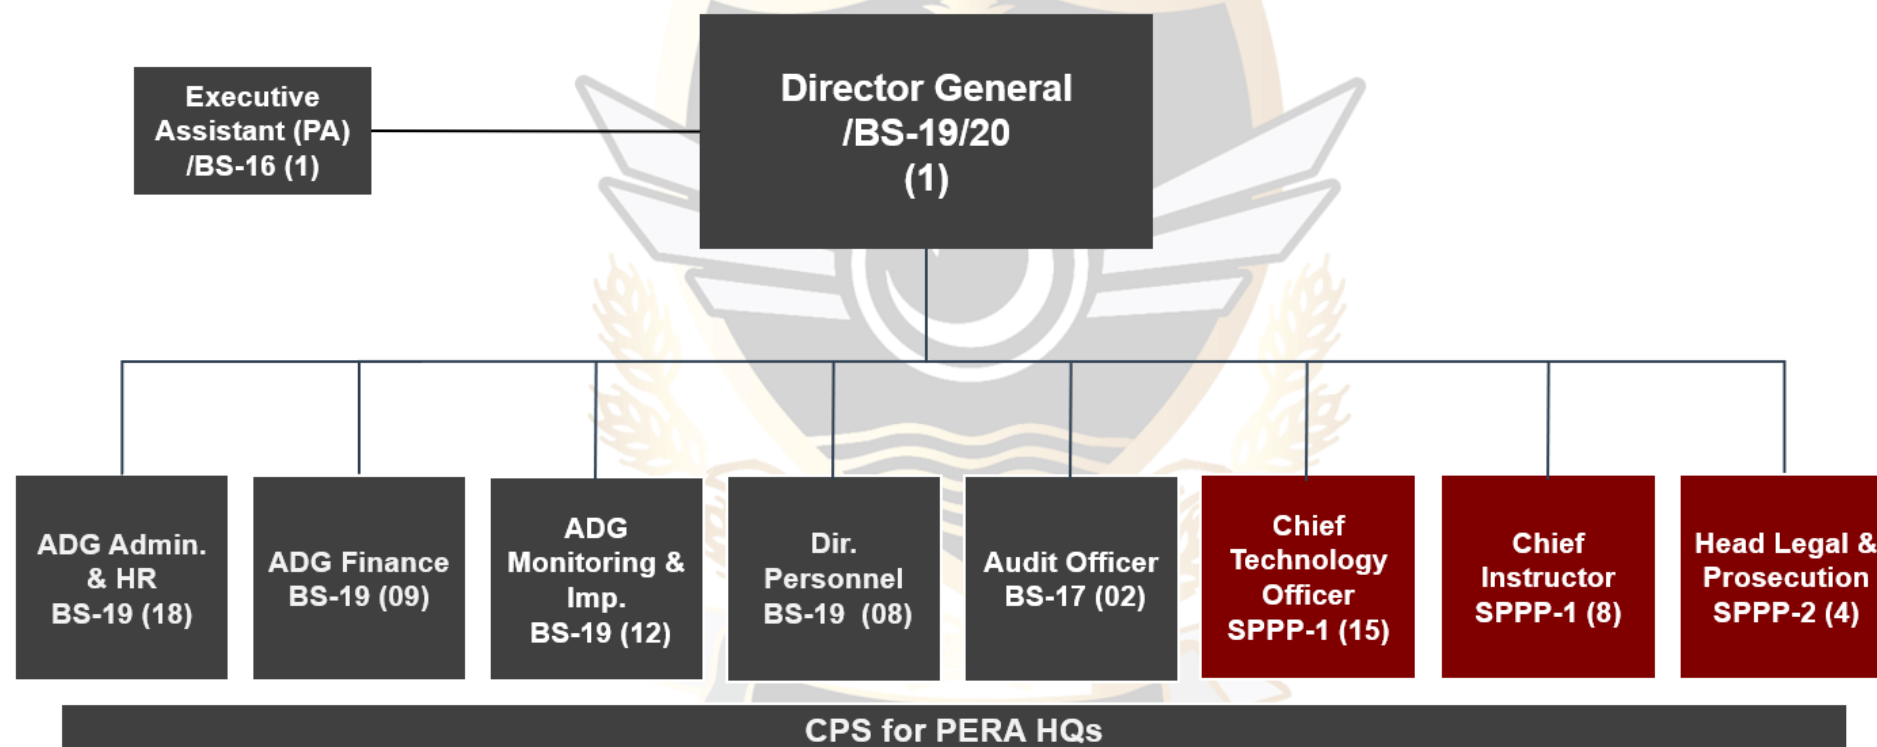 Executive
Assistant (PA)
/BS-16 (1)
Director General
/BS-19/20
(1)
ADG Admin.
& HR
BS-19 (18)
ADG Finance
BS-19 (09)
ADG
Monitoring &
Imp.
BS-19 (12)
Dir.
Personnel
BS-19 (08)
Audit Officer
BS-17 (02)
Chief
Technology
Officer
SPPP-1 (15)
Chief
Instructor
SPPP-1 (8)
Head Legal &
Prosecution
SPPP-2 (4)
CPS for PERA HQs